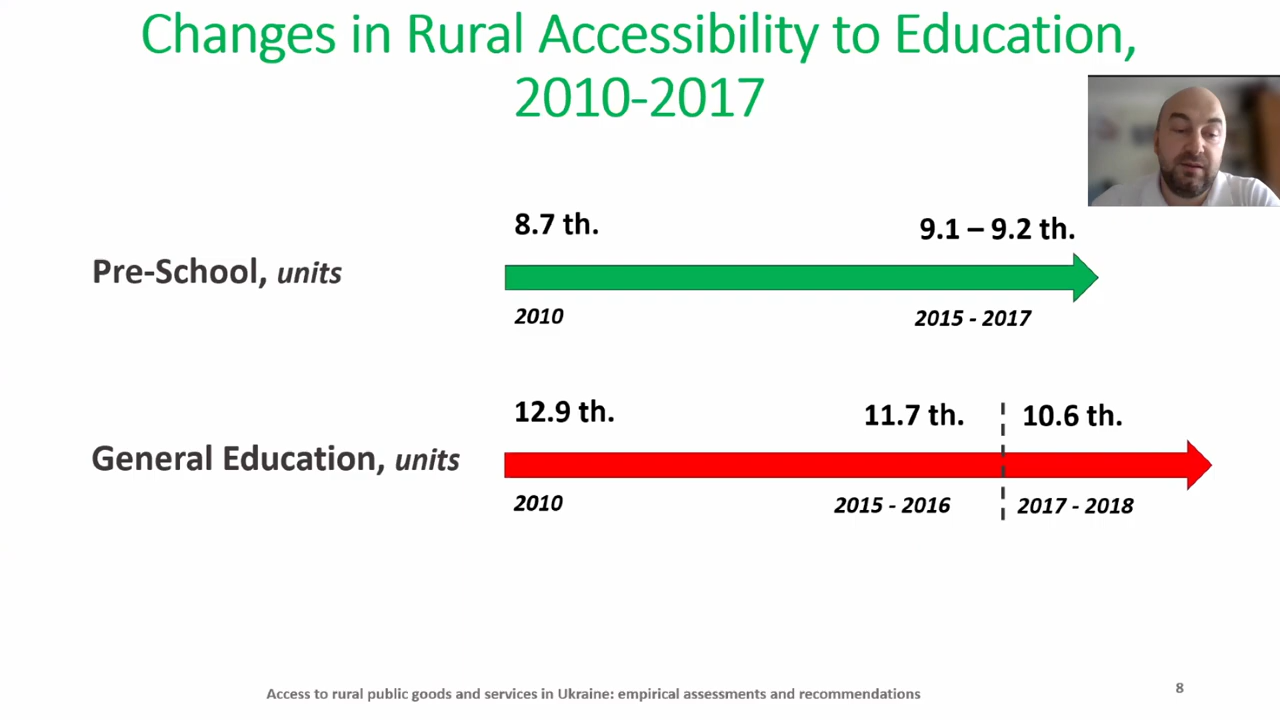 Changes in Rural Accessibility to Education,
2010-2017
8.7 th.
9.1 – 9.2 th.
Pre-School, units
2010
2015 - 2017
12.9 th.
11.7 th.
10.6 th.
General Education, units
2010
2015 - 2016
2017 - 2018
Access to rural public goods and services in Ukraine: empirical assessments and recommendations
8